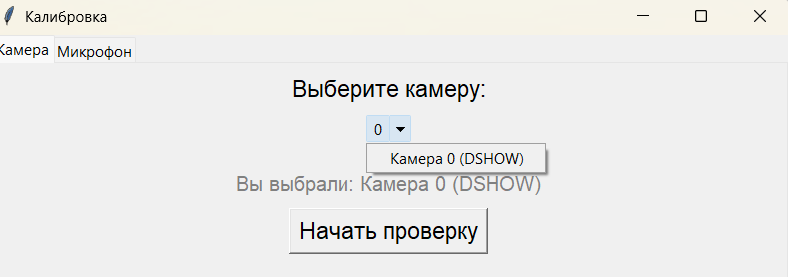 Калибровка
Камера Микрофон
Выберите камеру:
0
Камера 0 (DSHOW)
Вы выбрали: Камера 0 (DSHOW)
Начать проверку